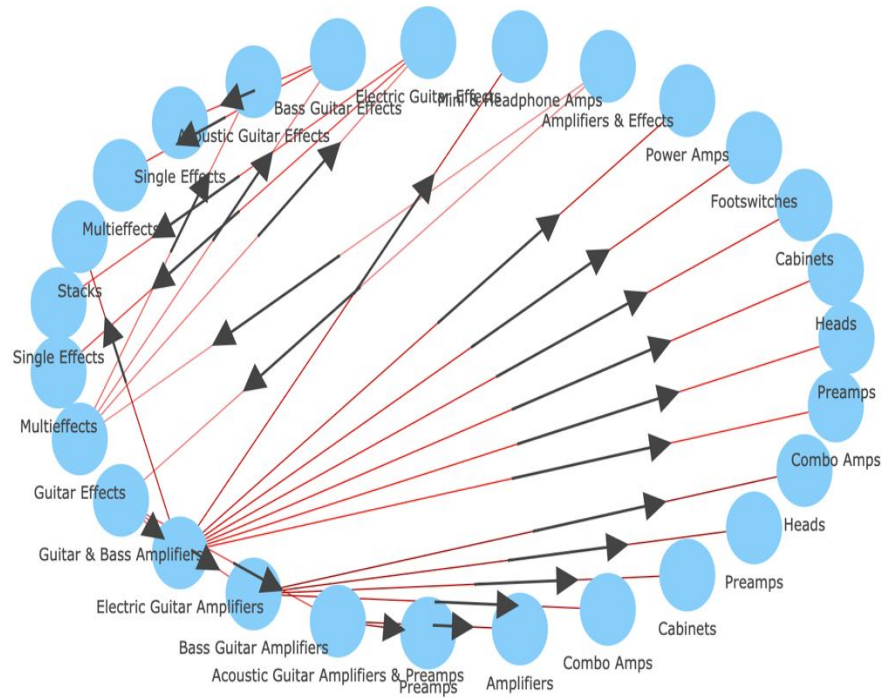 Electric Guitar Effects
Mini & Headphone Amps
Bass Guitar Effects
Amplifiers & Effects
Acoustic Guitar Effects
Power Amps
Single Effects
Footswitches
Multieffects
Cabinets
Stacks
Heads
Single Effects
Preamps
Multieffects
Combo Amps
Guitar Effects
Heads
Guitar & Bass Amplifiers
Preamps
Electric Guitar Amplifiers
Cabinets
Bass Guitar Amplifiers
Combo Amps
Acoustic Guitar Amplifiers & Preamps
Amplifiers
Preamps